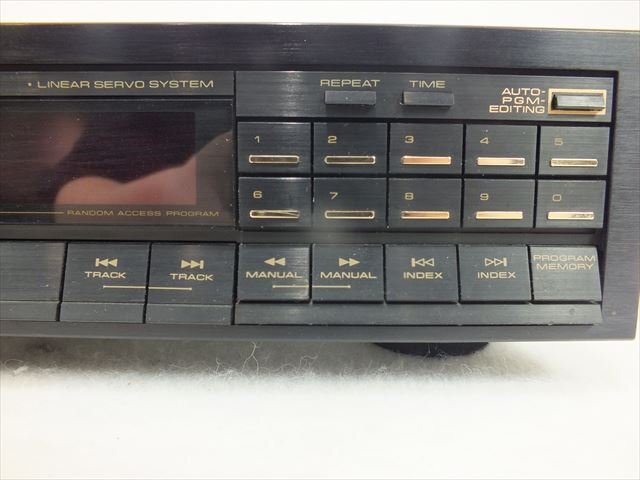 • LINEAR SERVO SYSTEM
REPEAT
TIME
AUTO-
PGM-
EDITING
1 2 3 4 5
6 7 8 9 0
RANDOM ACCESS PROGRAM
TRACK
TRACK
MANUAL
MANUAL
INDEX
INDEX
PROGRAM
MEMORY